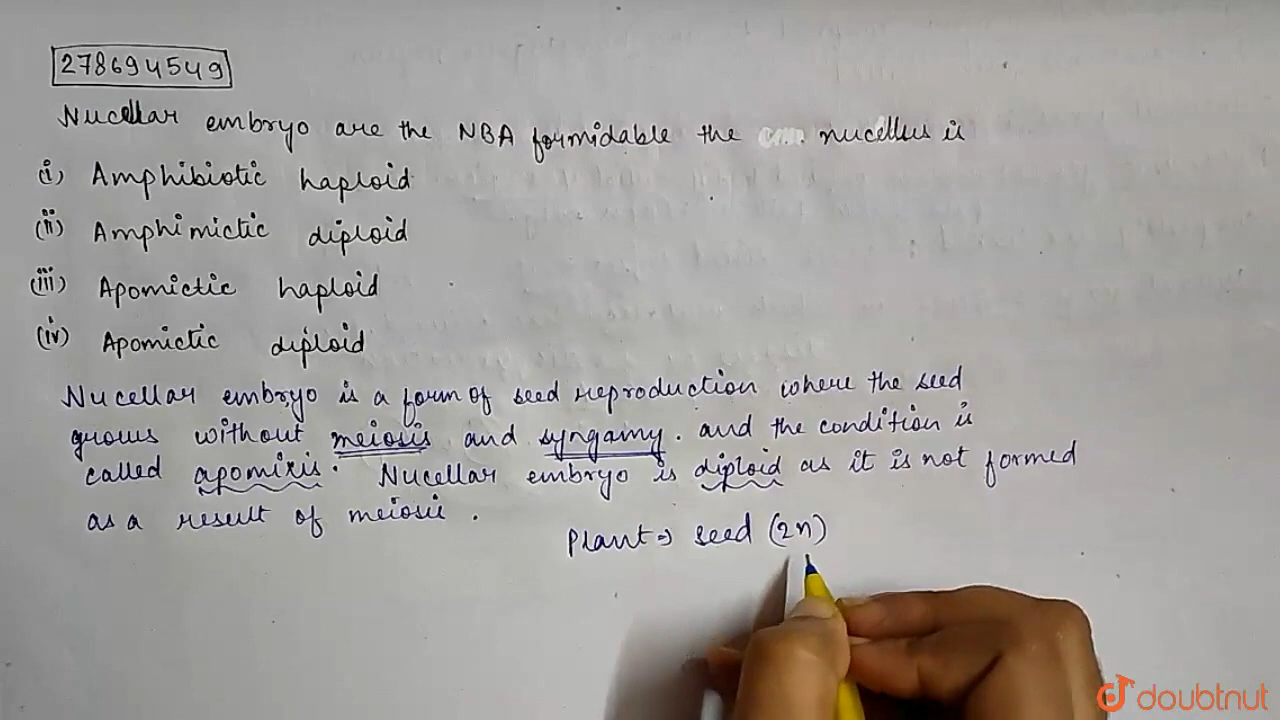 278694549
Nucellar embryo are the NBA formidable the nucellus is
(i) Amphibiotic haploid
(ii) Amphimictic diploid
(iii) Apomictic haploid
(iv) Apomictic diploid
Nucellar embryo is a form of seed reproduction where the seed
grows without meiosis and syngamy. and the condition is
called apomixis. Nucellar embryo is diploid as it is not formed
as a result of meiosis.
Plant ⇒ seed (2n)
doubtnut